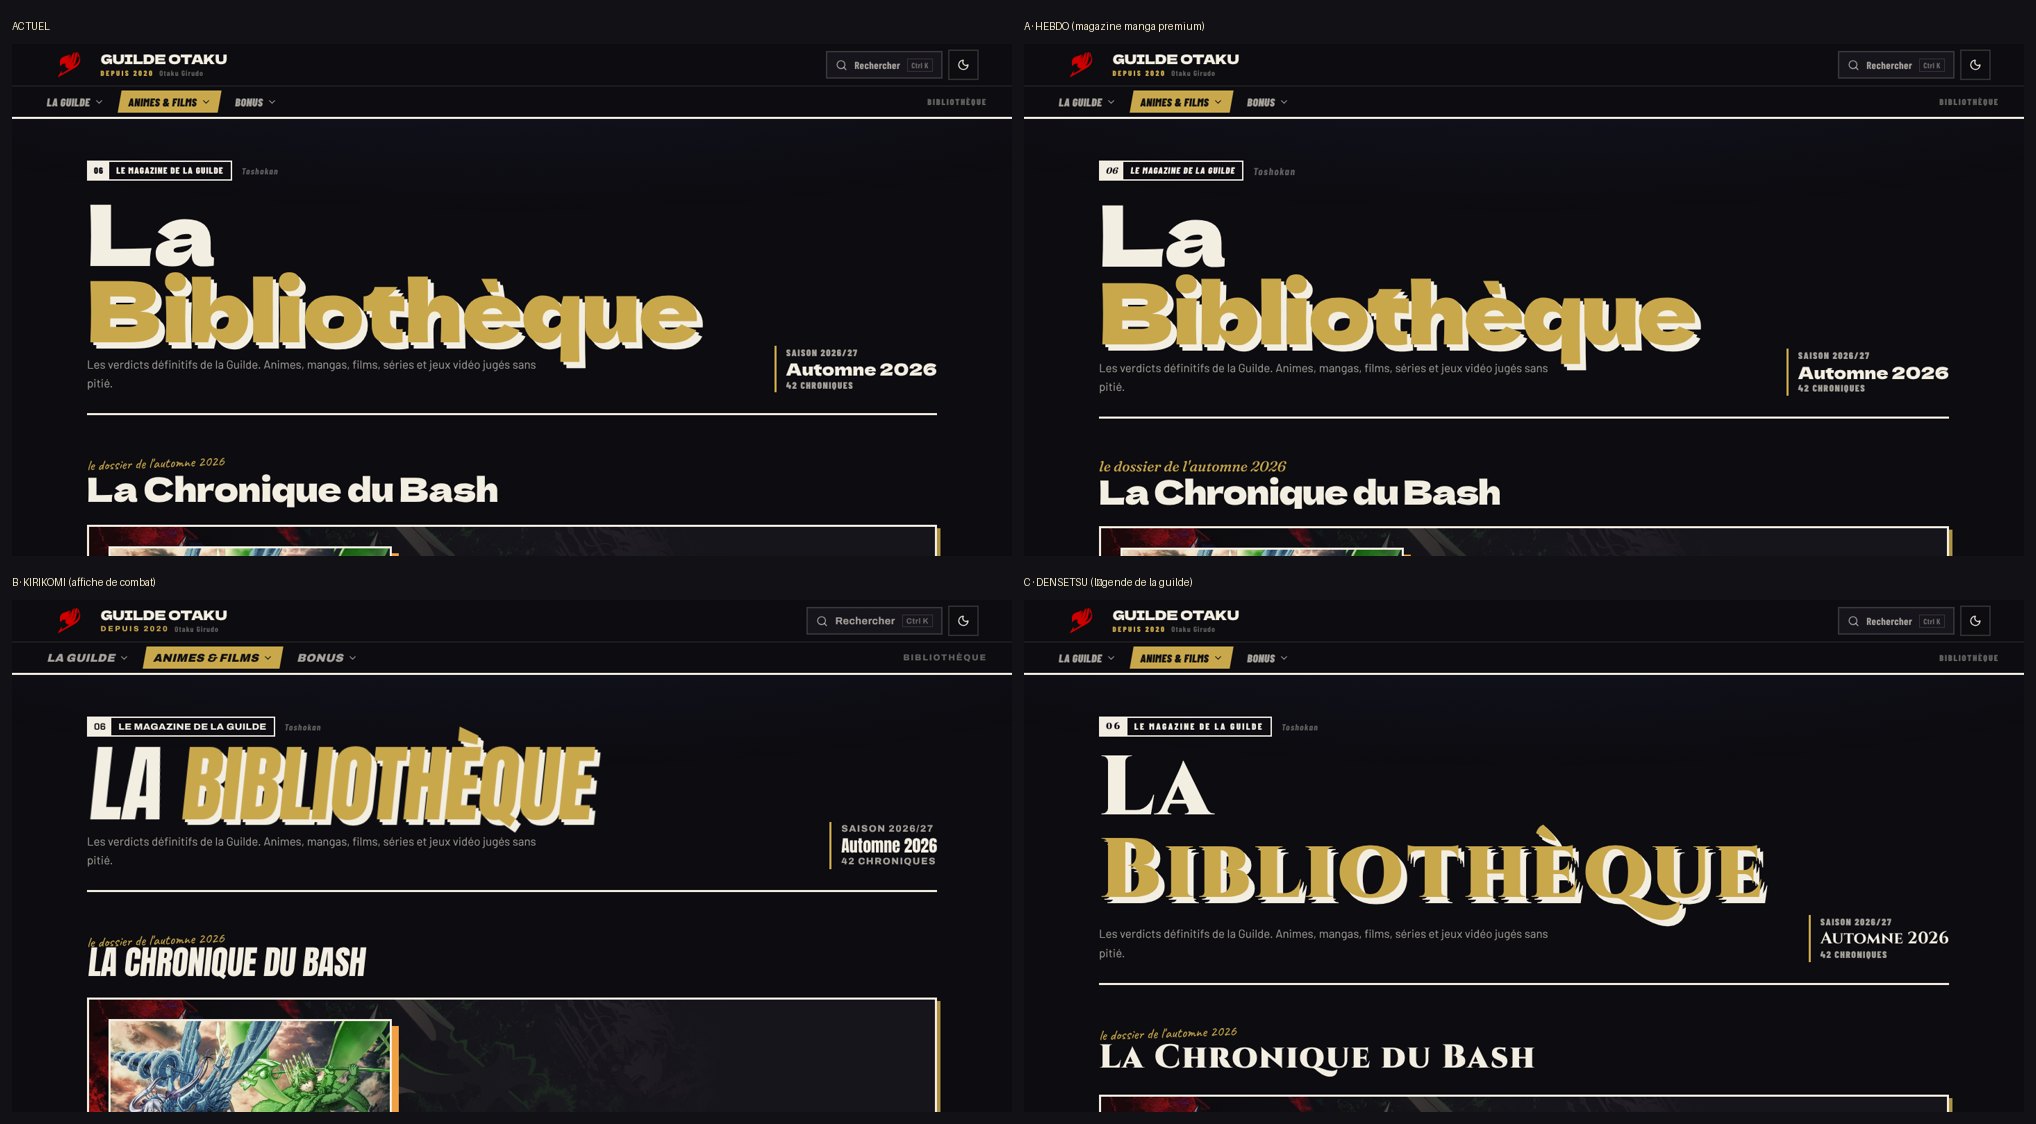 ACTUEL
GUILDE OTAKU
DEPUIS 2020 Otaku Girudo
Rechercher Ctrl K
LA GUILDE ANIMES & FILMS BONUS
BIBLIOTHÈQUE
06 LE MAGAZINE DE LA GUILDE Toshokan
La
Bibliothèque
Les verdicts définitifs de la Guilde. Animes, mangas, films, séries et jeux vidéo jugés sans
pitié.
SAISON 2026/27
Automne 2026
42 CHRONIQUES
le dossier de l'automne 2026
La Chronique du Bash
A · HEBDO (magazine manga premium)
GUILDE OTAKU
DEPUIS 2020 Otaku Girudo
Rechercher Ctrl K
LA GUILDE ANIMES & FILMS BONUS
BIBLIOTHÈQUE
06 LE MAGAZINE DE LA GUILDE Toshokan
La
Bibliothèque
Les verdicts définitifs de la Guilde. Animes, mangas, films, séries et jeux vidéo jugés sans
pitié.
SAISON 2026/27
Automne 2026
42 CHRONIQUES
le dossier de l'automne 2026
La Chronique du Bash
B · KIRIKOMI (affiche de combat)
GUILDE OTAKU
DEPUIS 2020 Otaku Girudo
Rechercher Ctrl K
LA GUILDE ANIMES & FILMS BONUS
BIBLIOTHÈQUE
06 LE MAGAZINE DE LA GUILDE Toshokan
LA BIBLIOTHÈQUE
Les verdicts définitifs de la Guilde. Animes, mangas, films, séries et jeux vidéo jugés sans
pitié.
SAISON 2026/27
Automne 2026
42 CHRONIQUES
le dossier de l'automne 2026
LA CHRONIQUE DU BASH
C · DENSETSU (l▯▯gende de la guilde)
GUILDE OTAKU
DEPUIS 2020 Otaku Girudo
Rechercher Ctrl K
LA GUILDE ANIMES & FILMS BONUS
BIBLIOTHÈQUE
06 LE MAGAZINE DE LA GUILDE Toshokan
La
Bibliothèque
Les verdicts définitifs de la Guilde. Animes, mangas, films, séries et jeux vidéo jugés sans
pitié.
SAISON 2026/27
Automne 2026
42 CHRONIQUES
le dossier de l'automne 2026
La Chronique du Bash